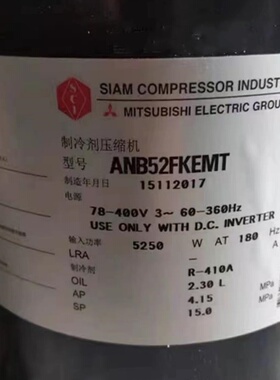 SCI
SIAM COMPRESSOR INDUST
MITSUBISHI ELECTRIC GROU
制冷剂压缩机
型号 ANB52FKEMT
制造年月日 15112017
电源
78-400V 3~ 60-360Hz
USE ONLY WITH D.C. INVERTER
输入功率 5250 W AT 180 Hz
LRA A
制冷剂 R-410A
OIL 2.30 L
AP 4.15 MPa
SP 15.0 MP